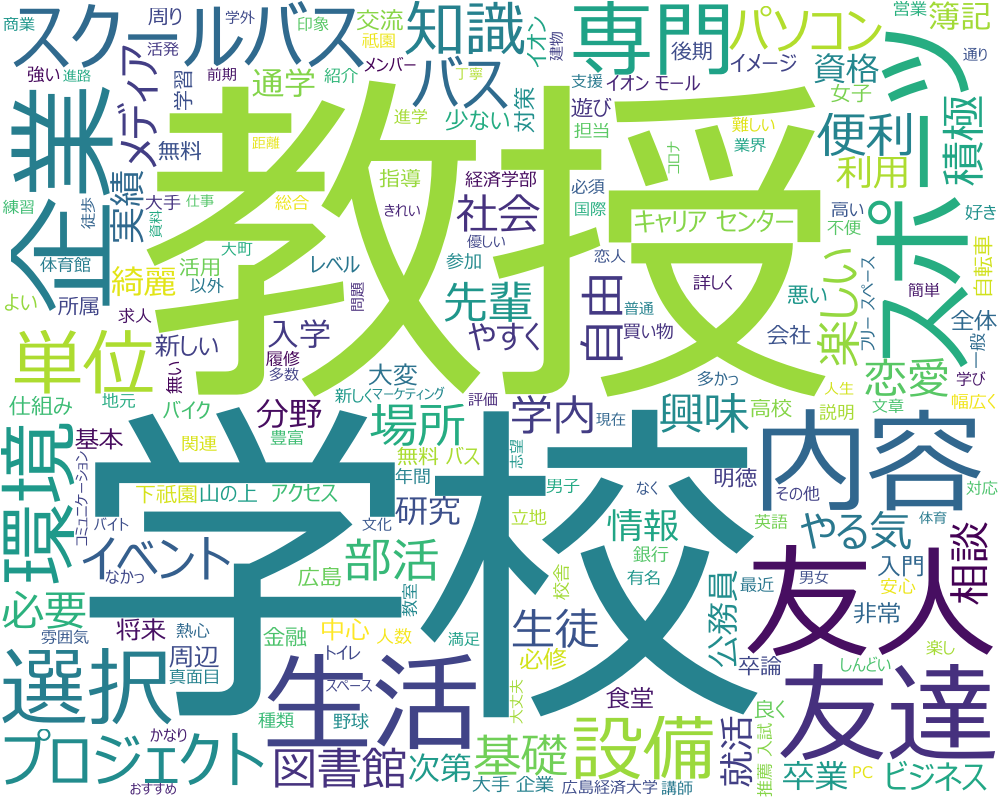 商業
周り
学外
印象
交流
イオン
建物
営業
簿記
スクールバス
活発
祇園
知識
専門
パソコン
通り
強い
進路
前期
メンバー
丁寧
後期
イメージ
紹介
バス
支援
イオン モール
資格
女子
メディア
学習
通学
少ない
対策
遊び
担当
難しい
業界
便利
積極
スポーツ
企業
無料
進学
距離
教授
指導
経済学部
必須
コロナ
利用
練習
徒歩
実績
大手
仕事
資料
総合
きれい
社会
国際
キャリア センター
高い
不便
好き
体育館
綺麗
活用
大町
レベル
優しい
参加
恋人
自由
詳しく
悪い
楽しい
フリー スペース
簡単
自転車
よい
所属
以外
問題
先輩
普通
買い物
会社
全体
一般
求人
入学
やすく
単位
新しい
無い
履修
多数
大変
評価
多かっ
人生
恋愛
学び
仕組み
地元
バイク
新しく
マーケティング
分野
学内
現在
興味
高校
説明
文章
幅広く
環境
基本
関連
豊富
場所
志望
無料 バス
年間
男子
なく
明徳
その他
内容
対応
コミュニケーション
バイト
下祇園
山の上
アクセス
文化
研究
立地
情報
英語
やる気
体育
イベント
なかっ
広島
部活
教室
校舎
銀行
有名
最近
男女
入門
安心
相談
必要
雰囲気
将来
熱心
金融
中心
人数
学校
満足
生徒
公務員
非常
友人
楽し
選択
周辺
真面目
トイレ
スペース
生活
必修
卒論
しんどい
大丈夫
食堂
友達
プロジェクト
かなり
種類
野球
図書館
次第
基礎
設備
就活
良く
推薦
入試
卒業
PC
ビジネス
おすすめ
大手 企業
広島経済大学
講師